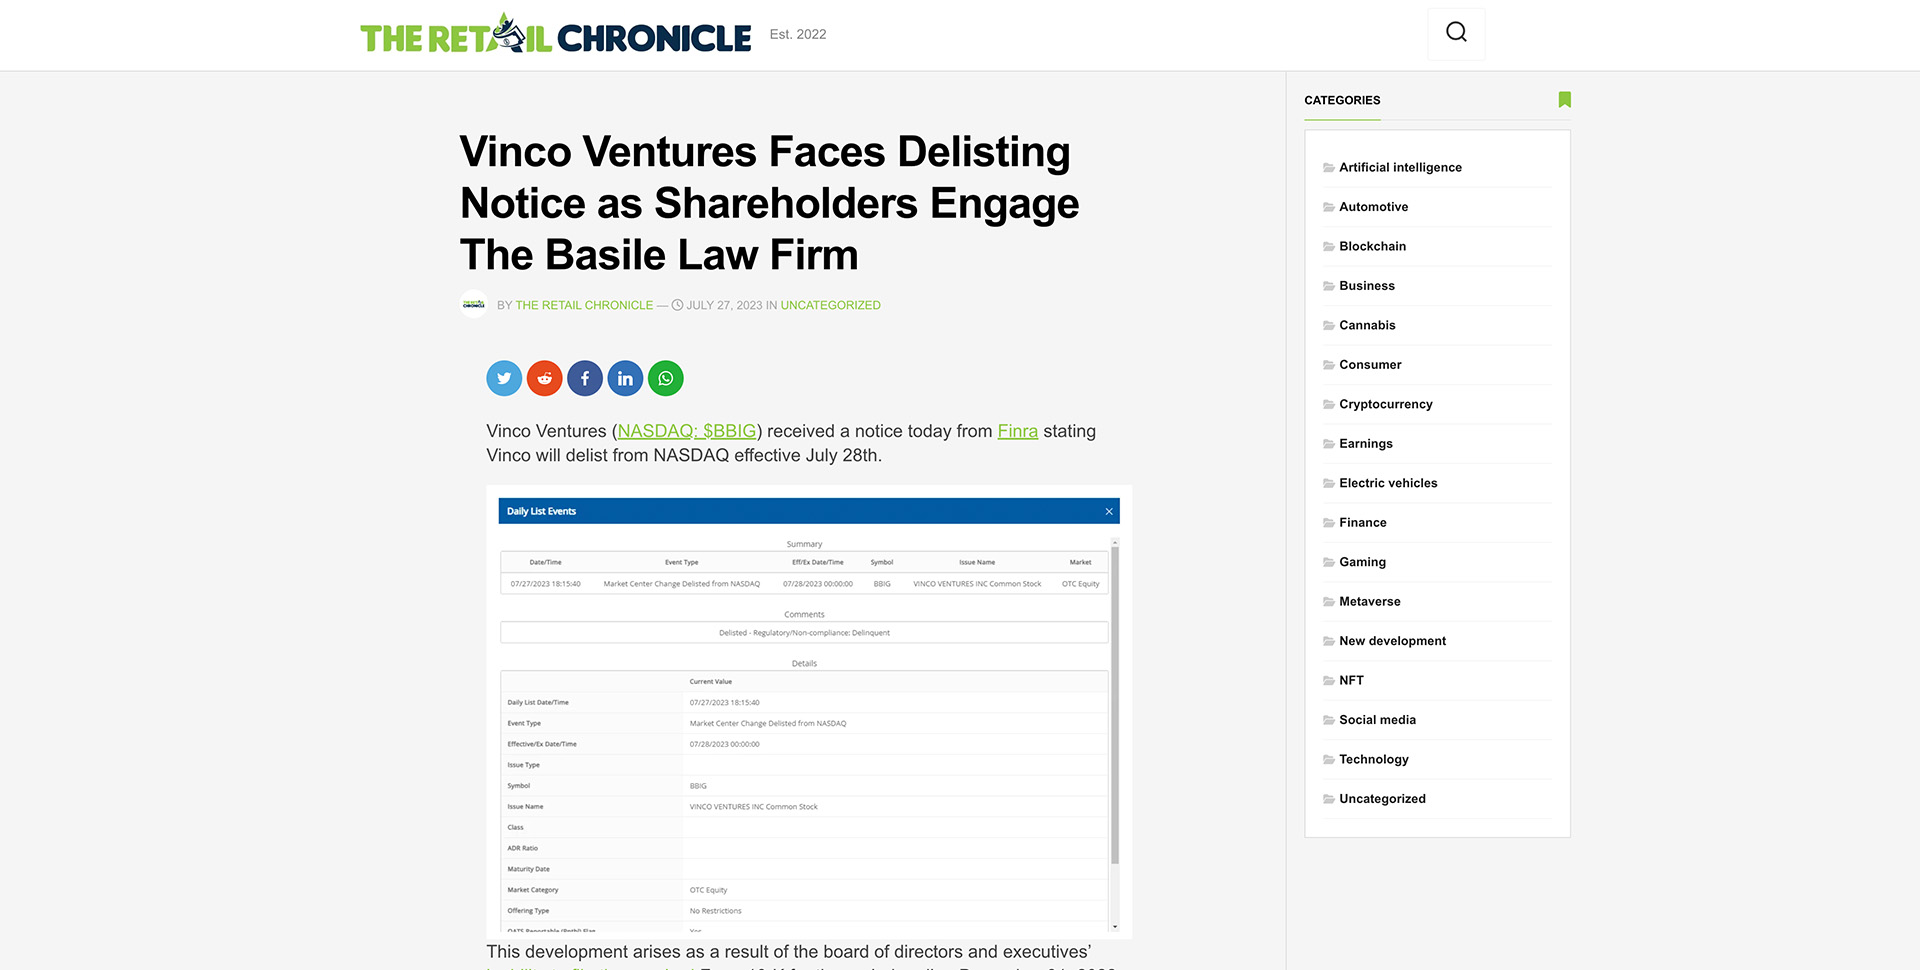 THE RETAIL CHRONICLE Est. 2022
Vinco Ventures Faces Delisting
Notice as Shareholders Engage
The Basile Law Firm
BY THE RETAIL CHRONICLE — JULY 27, 2023 IN UNCATEGORIZED
Vinco Ventures (NASDAQ: $BBIG) received a notice today from Finra stating
Vinco will delist from NASDAQ effective July 28th.
Daily List Events
Summary
Date/Time Event Type Eff/Ex Date/Time Symbol Issue Name Market
07/27/2023 18:15:40 Market Center Change Delisted from NASDAQ 07/28/2023 00:00:00 BBIG VINCO VENTURES INC Common Stock OTC Equity
Comments
Delisted - Regulatory/Non-compliance: Delinquent
Details
Current Value
Daily List Date/Time 07/27/2023 18:15:40
Event Type Market Center Change Delisted from NASDAQ
Effective/Ex Date/Time 07/28/2023 00:00:00
Issue Type
Symbol BBIG
Issue Name VINCO VENTURES INC Common Stock
Class
ADR Ratio
Maturity Date
Market Category OTC Equity
Offering Type No Restrictions
This development arises as a result of the board of directors and executives’
CATEGORIES
Artificial intelligence
Automotive
Blockchain
Business
Cannabis
Consumer
Cryptocurrency
Earnings
Electric vehicles
Finance
Gaming
Metaverse
New development
NFT
Social media
Technology
Uncategorized